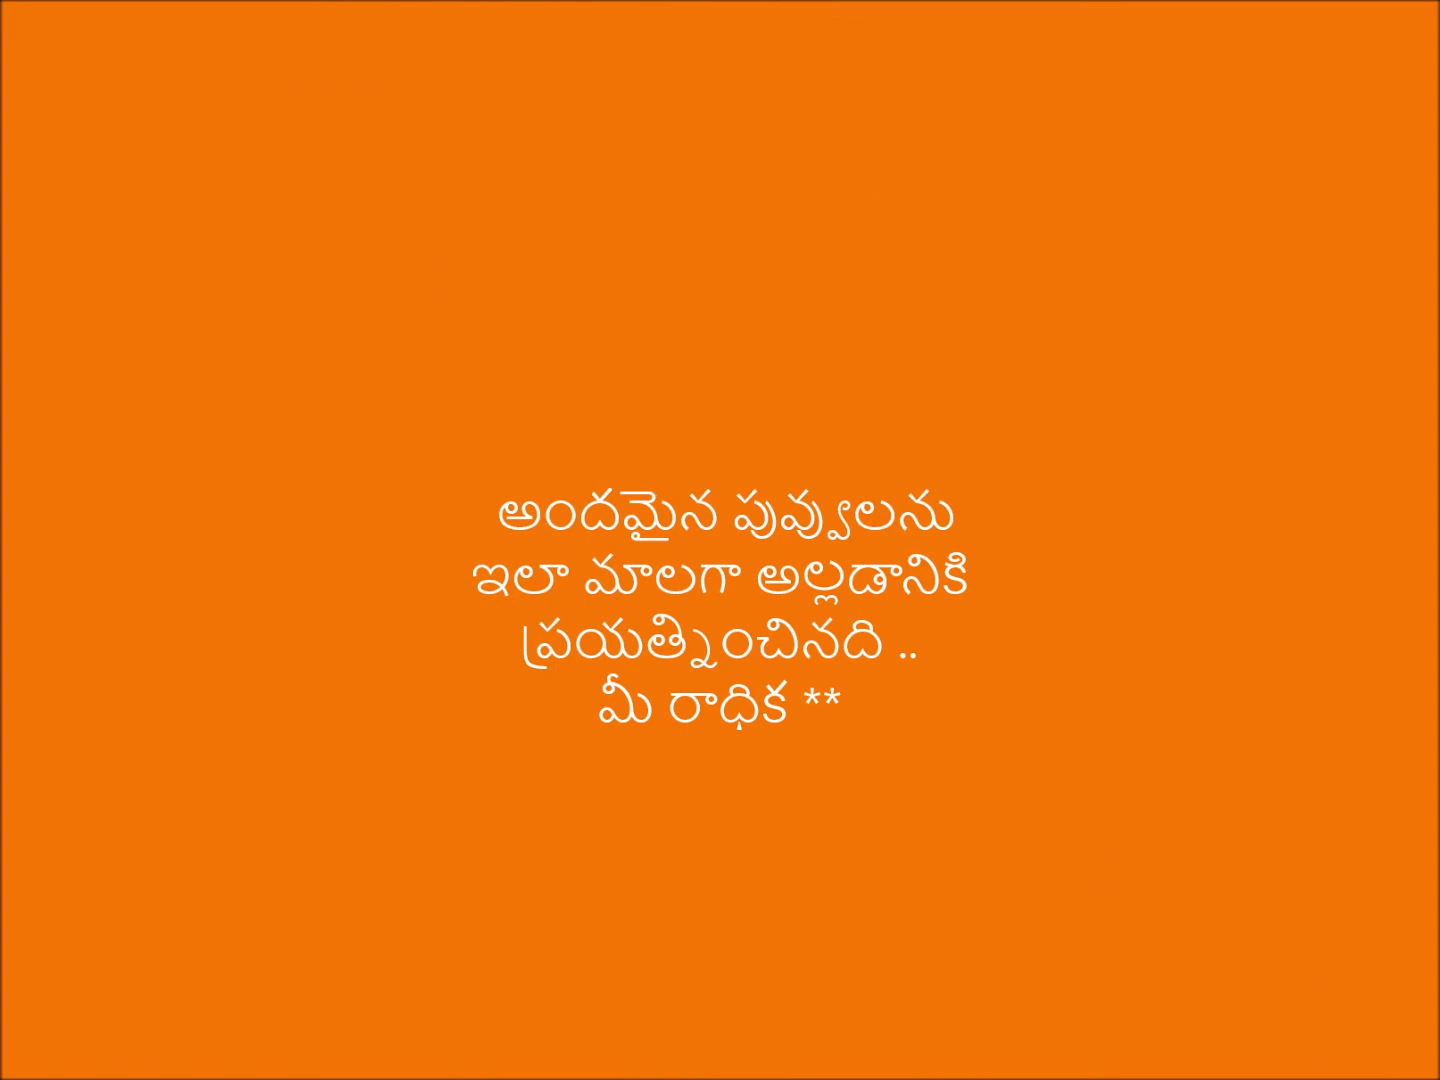 అందమైన పువ్వులను
ఇలా మాలగా అల్లడానికి
ప్రయత్నించినది ..
మీ రాధిక **